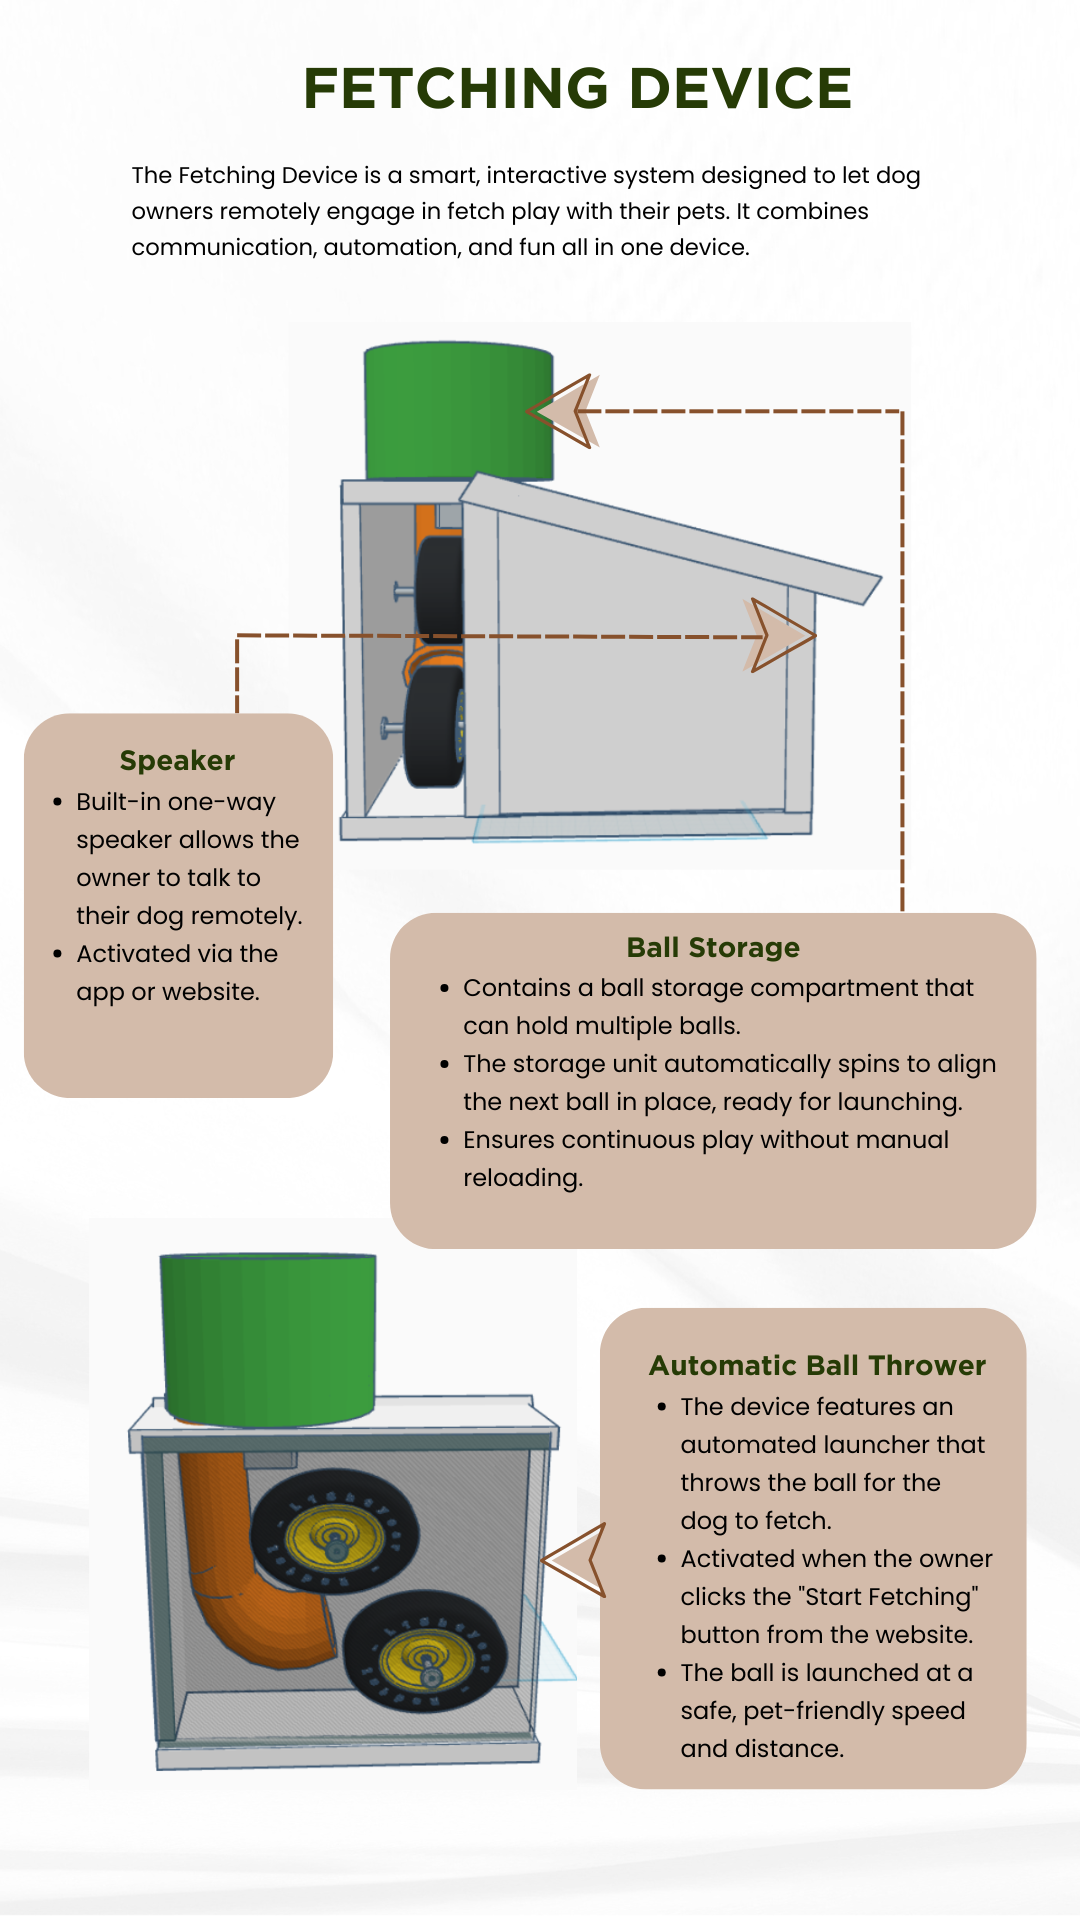 FETCHING DEVICE
The Fetching Device is a smart, interactive system designed to let dog
owners remotely engage in fetch play with their pets. It combines
communication, automation, and fun all in one device.
Speaker
• Built-in one-way
speaker allows the
owner to talk to
their dog remotely.
• Activated via the
app or website.
Ball Storage
• Contains a ball storage compartment that
can hold multiple balls.
• The storage unit automatically spins to align
the next ball in place, ready for launching.
• Ensures continuous play without manual
reloading.
Automatic Ball Thrower
• The device features an
automated launcher that
throws the ball for the
dog to fetch.
• Activated when the owner
clicks the "Start Fetching"
button from the website.
• The ball is launched at a
safe, pet-friendly speed
and distance.